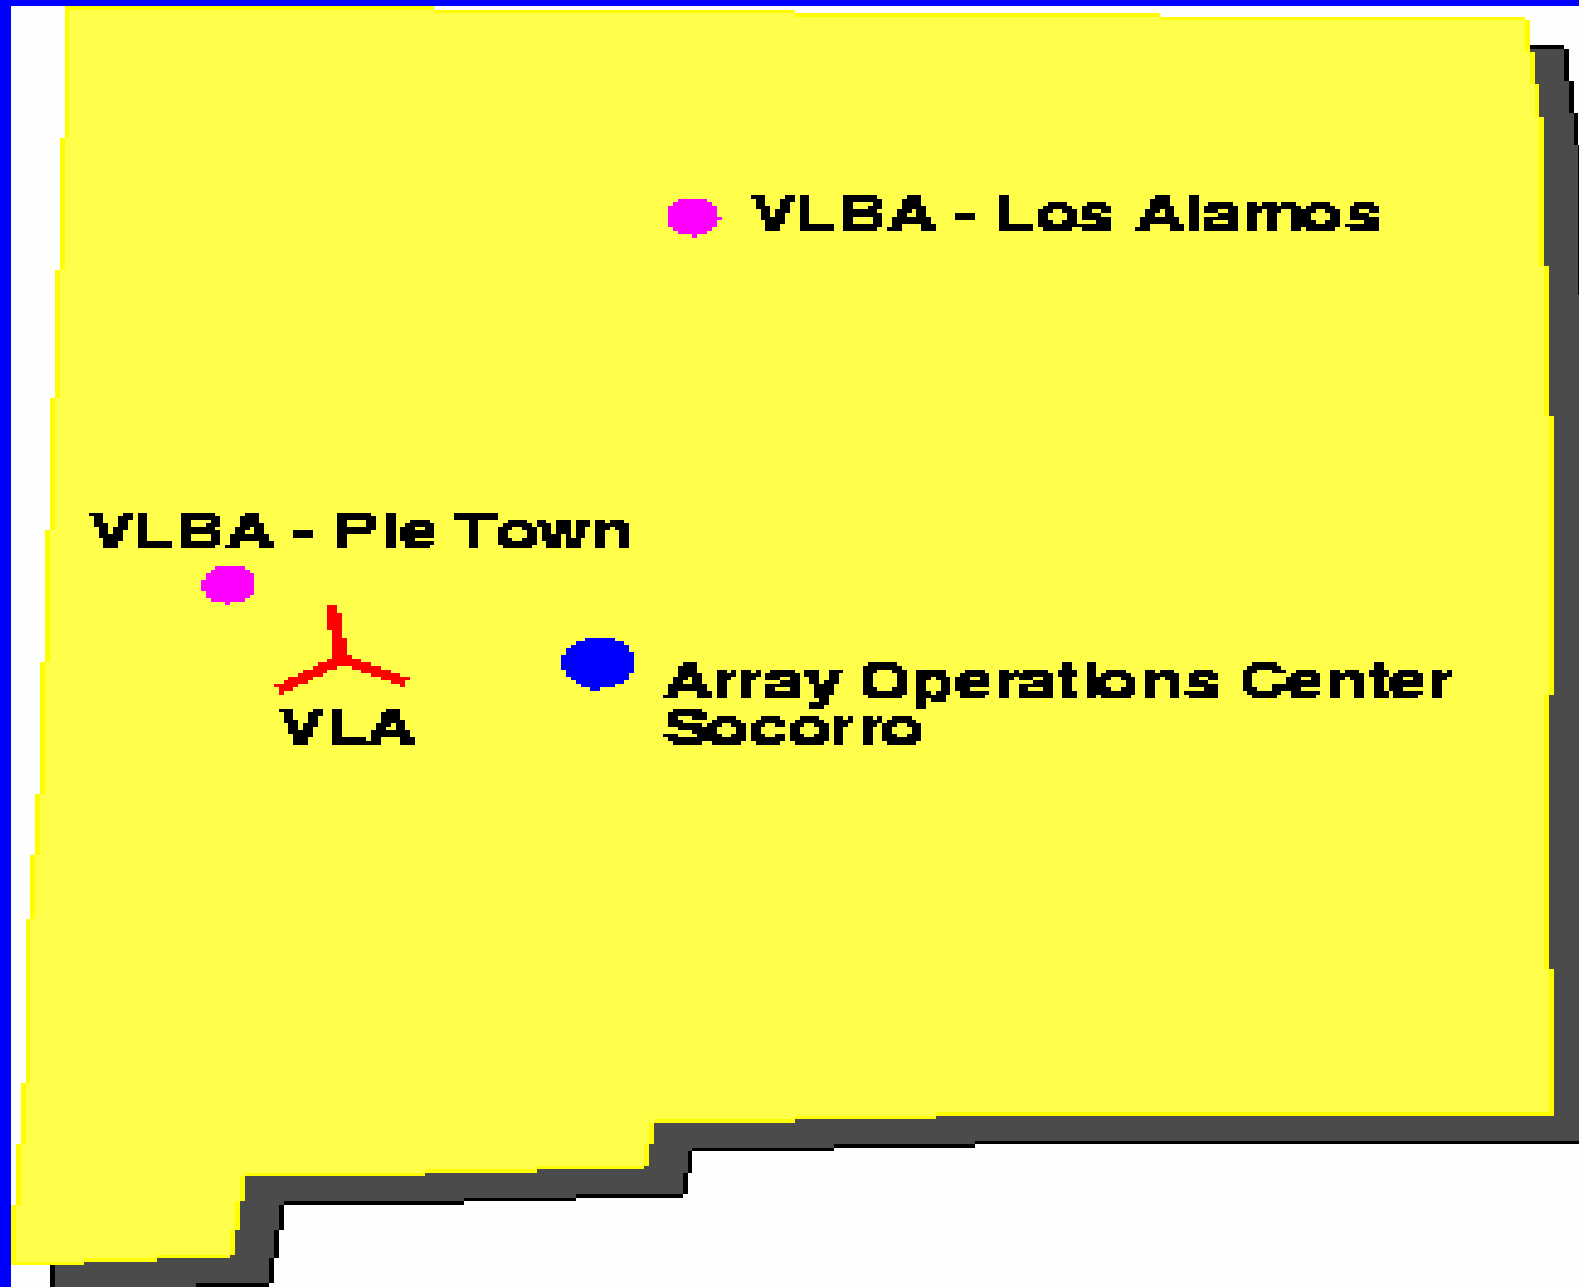 VLBA - Los Alamos
VLBA - Pie Town
Array Operations Center
Socorro
VLA